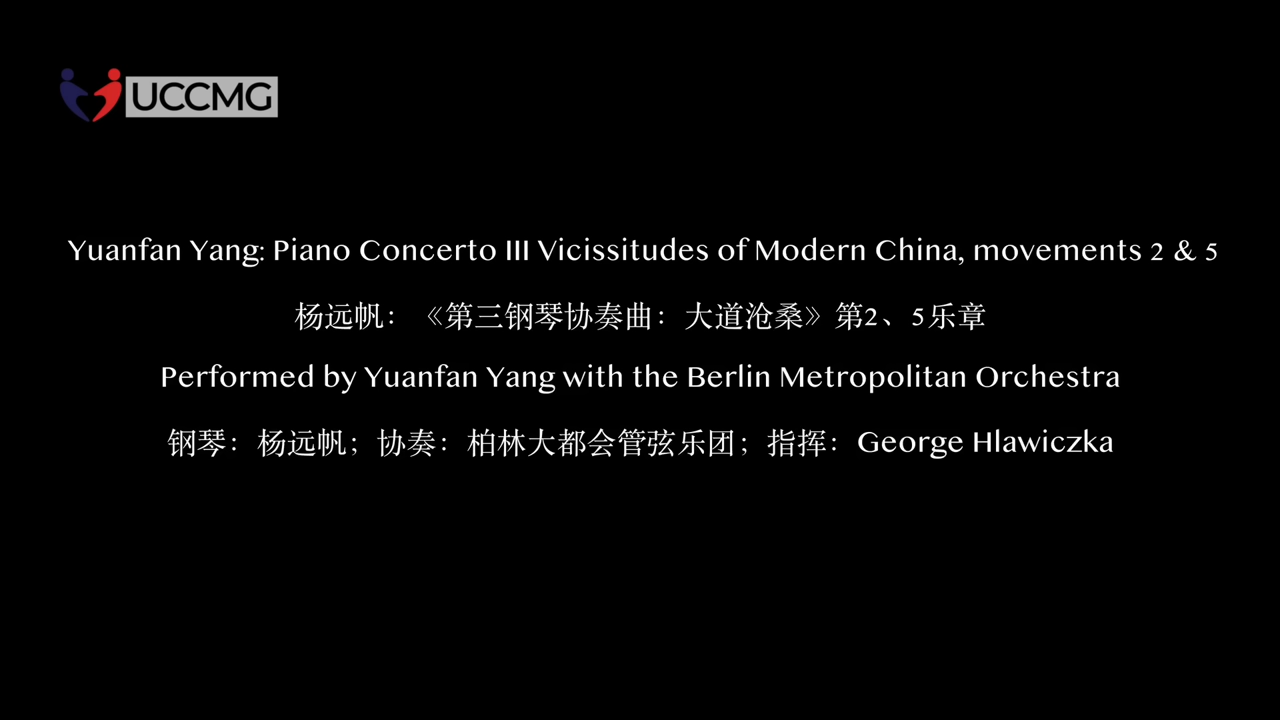 UCCMG
Yuanfan Yang: Piano Concerto III Vicissitudes of Modern China, movements 2 & 5
杨远帆：《第三钢琴协奏曲：大道沧桑》第2、5乐章
Performed by Yuanfan Yang with the Berlin Metropolitan Orchestra
钢琴：杨远帆；协奏：柏林大都会管弦乐团；指挥：George Hlawiczka